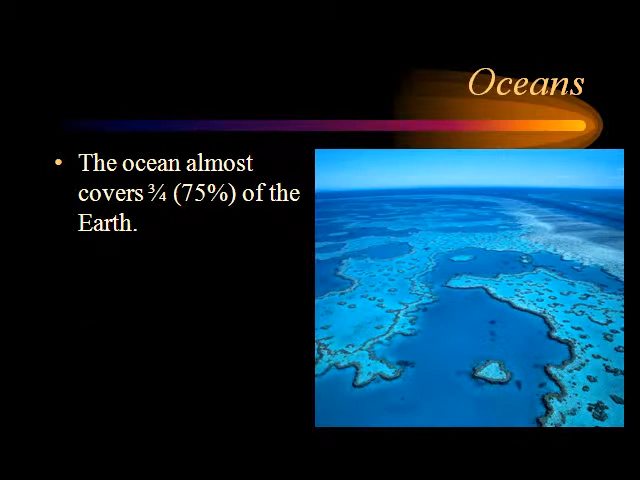 Oceans
• The ocean almost
covers ¾ (75%) of the
Earth.